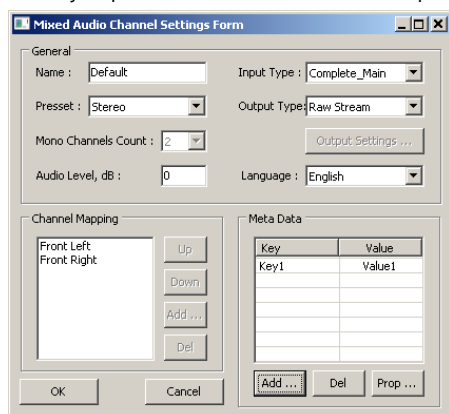 Mixed Audio Channel Settings Form
General
Name : Default Input Type : Complete_Main
Presset : Stereo Output Type: Raw Stream
Mono Channels Count : 2 Output Settings ...
Audio Level, dB : 0 Language : English
Channel Mapping
Front Left
Front Right
Up
Down
Add ...
Del
Meta Data
Key Value
Key1 Value1
Add ... Del Prop ...
OK Cancel